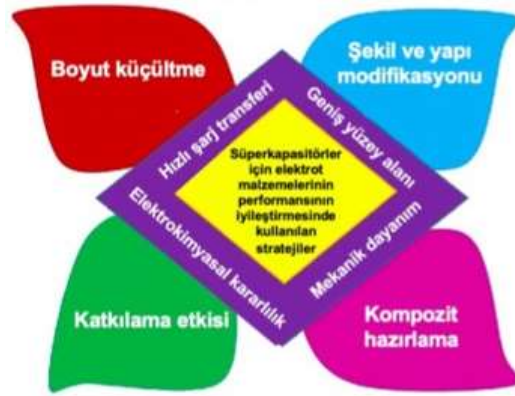 Boyut küçültme
Şekil ve yapı
modifikasyonu
Hızlı şarj transferi
Geniş yüzey alanı
Süperkapasitörler
için elektrot
malzemelerinin
performansının
iyileştirmesinde
kullanılan
stratejiler
Elektrokimyasal kararlılık
Mekanik dayanım
Katkılama etkisi
Kompozit
hazırlama